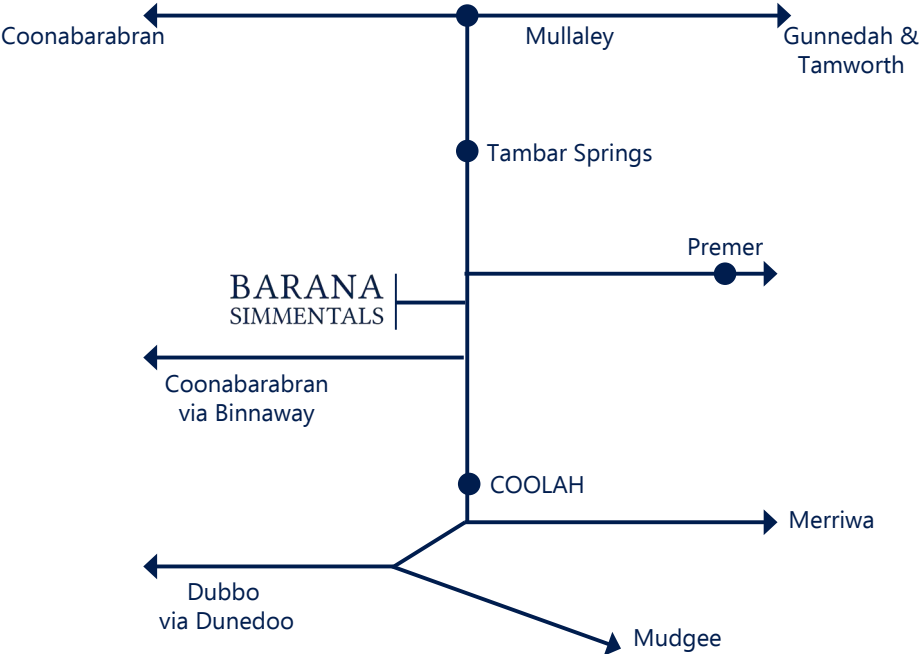 Coonabarabran
Mullaley
Gunnedah &
Tamworth
Tambar Springs
Premer
BARANA
SIMMENTALS
Coonabarabran
via Binnaway
COOLAH
Merriwa
Dubbo
via Dunedoo
Mudgee